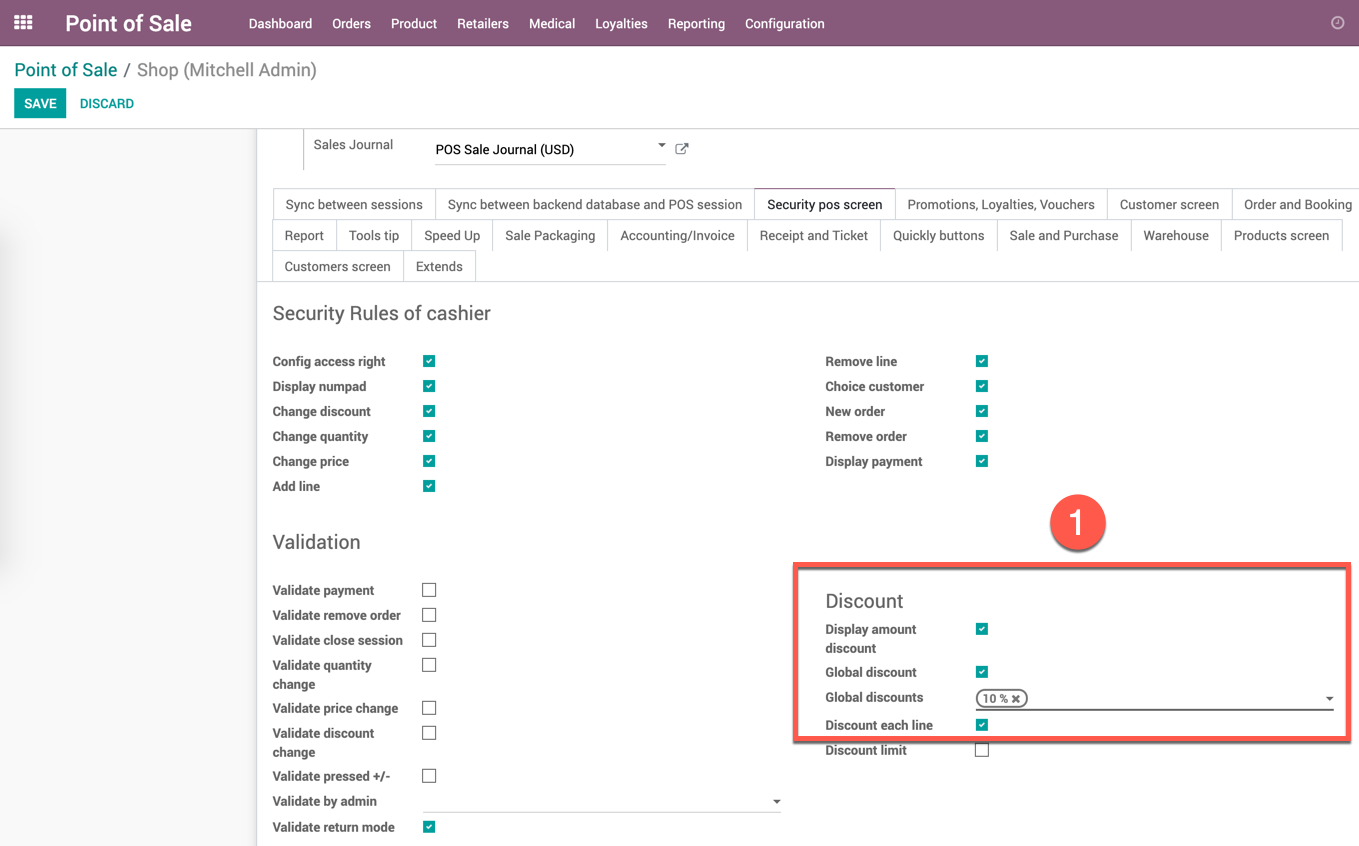 Point of Sale Dashboard Orders Product Retailers Medical Loyalties Reporting Configuration
Point of Sale / Shop (Mitchell Admin)
SAVE DISCARD
Sales Journal POS Sale Journal (USD)
Sync between sessions Sync between backend database and POS session Security pos screen Promotions, Loyalties, Vouchers Customer screen Order and Booking
Report Tools tip Speed Up Sale Packaging Accounting/Invoice Receipt and Ticket Quickly buttons Sale and Purchase Warehouse Products screen
Customers screen Extends
Security Rules of cashier
Config access right
Display numpad
Change discount
Change quantity
Change price
Add line
Remove line
Choice customer
New order
Remove order
Display payment
Validation
Validate payment
Validate remove order
Validate close session
Validate quantity
change
Validate price change
Validate discount
change
Validate pressed +/-
Validate by admin
Validate return mode
1
Discount
Display amount
discount
Global discount
Global discounts 10 % ×
Discount each line
Discount limit